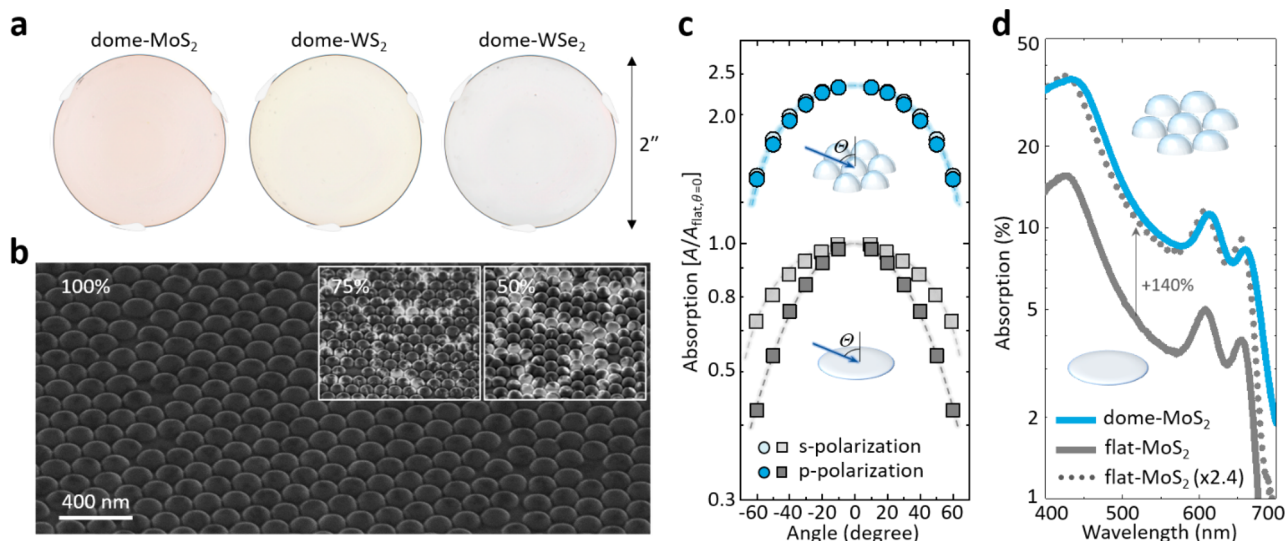 a
dome-MoS₂
dome-WS₂
dome-WSe₂
2″
b
100%
75%
50%
400 nm
c
2.5
2.0
1.0
0.8
0.5
0.3
Absorption [A/A_flat,θ=0]
Θ
Θ
s-polarization
p-polarization
-60 -40 -20 0 20 40 60
Angle (degree)
d
50
20
10
5
2
1
Absorption (%)
+140%
dome-MoS₂
flat-MoS₂
flat-MoS₂ (x2.4)
400 500 600 700
Wavelength (nm)